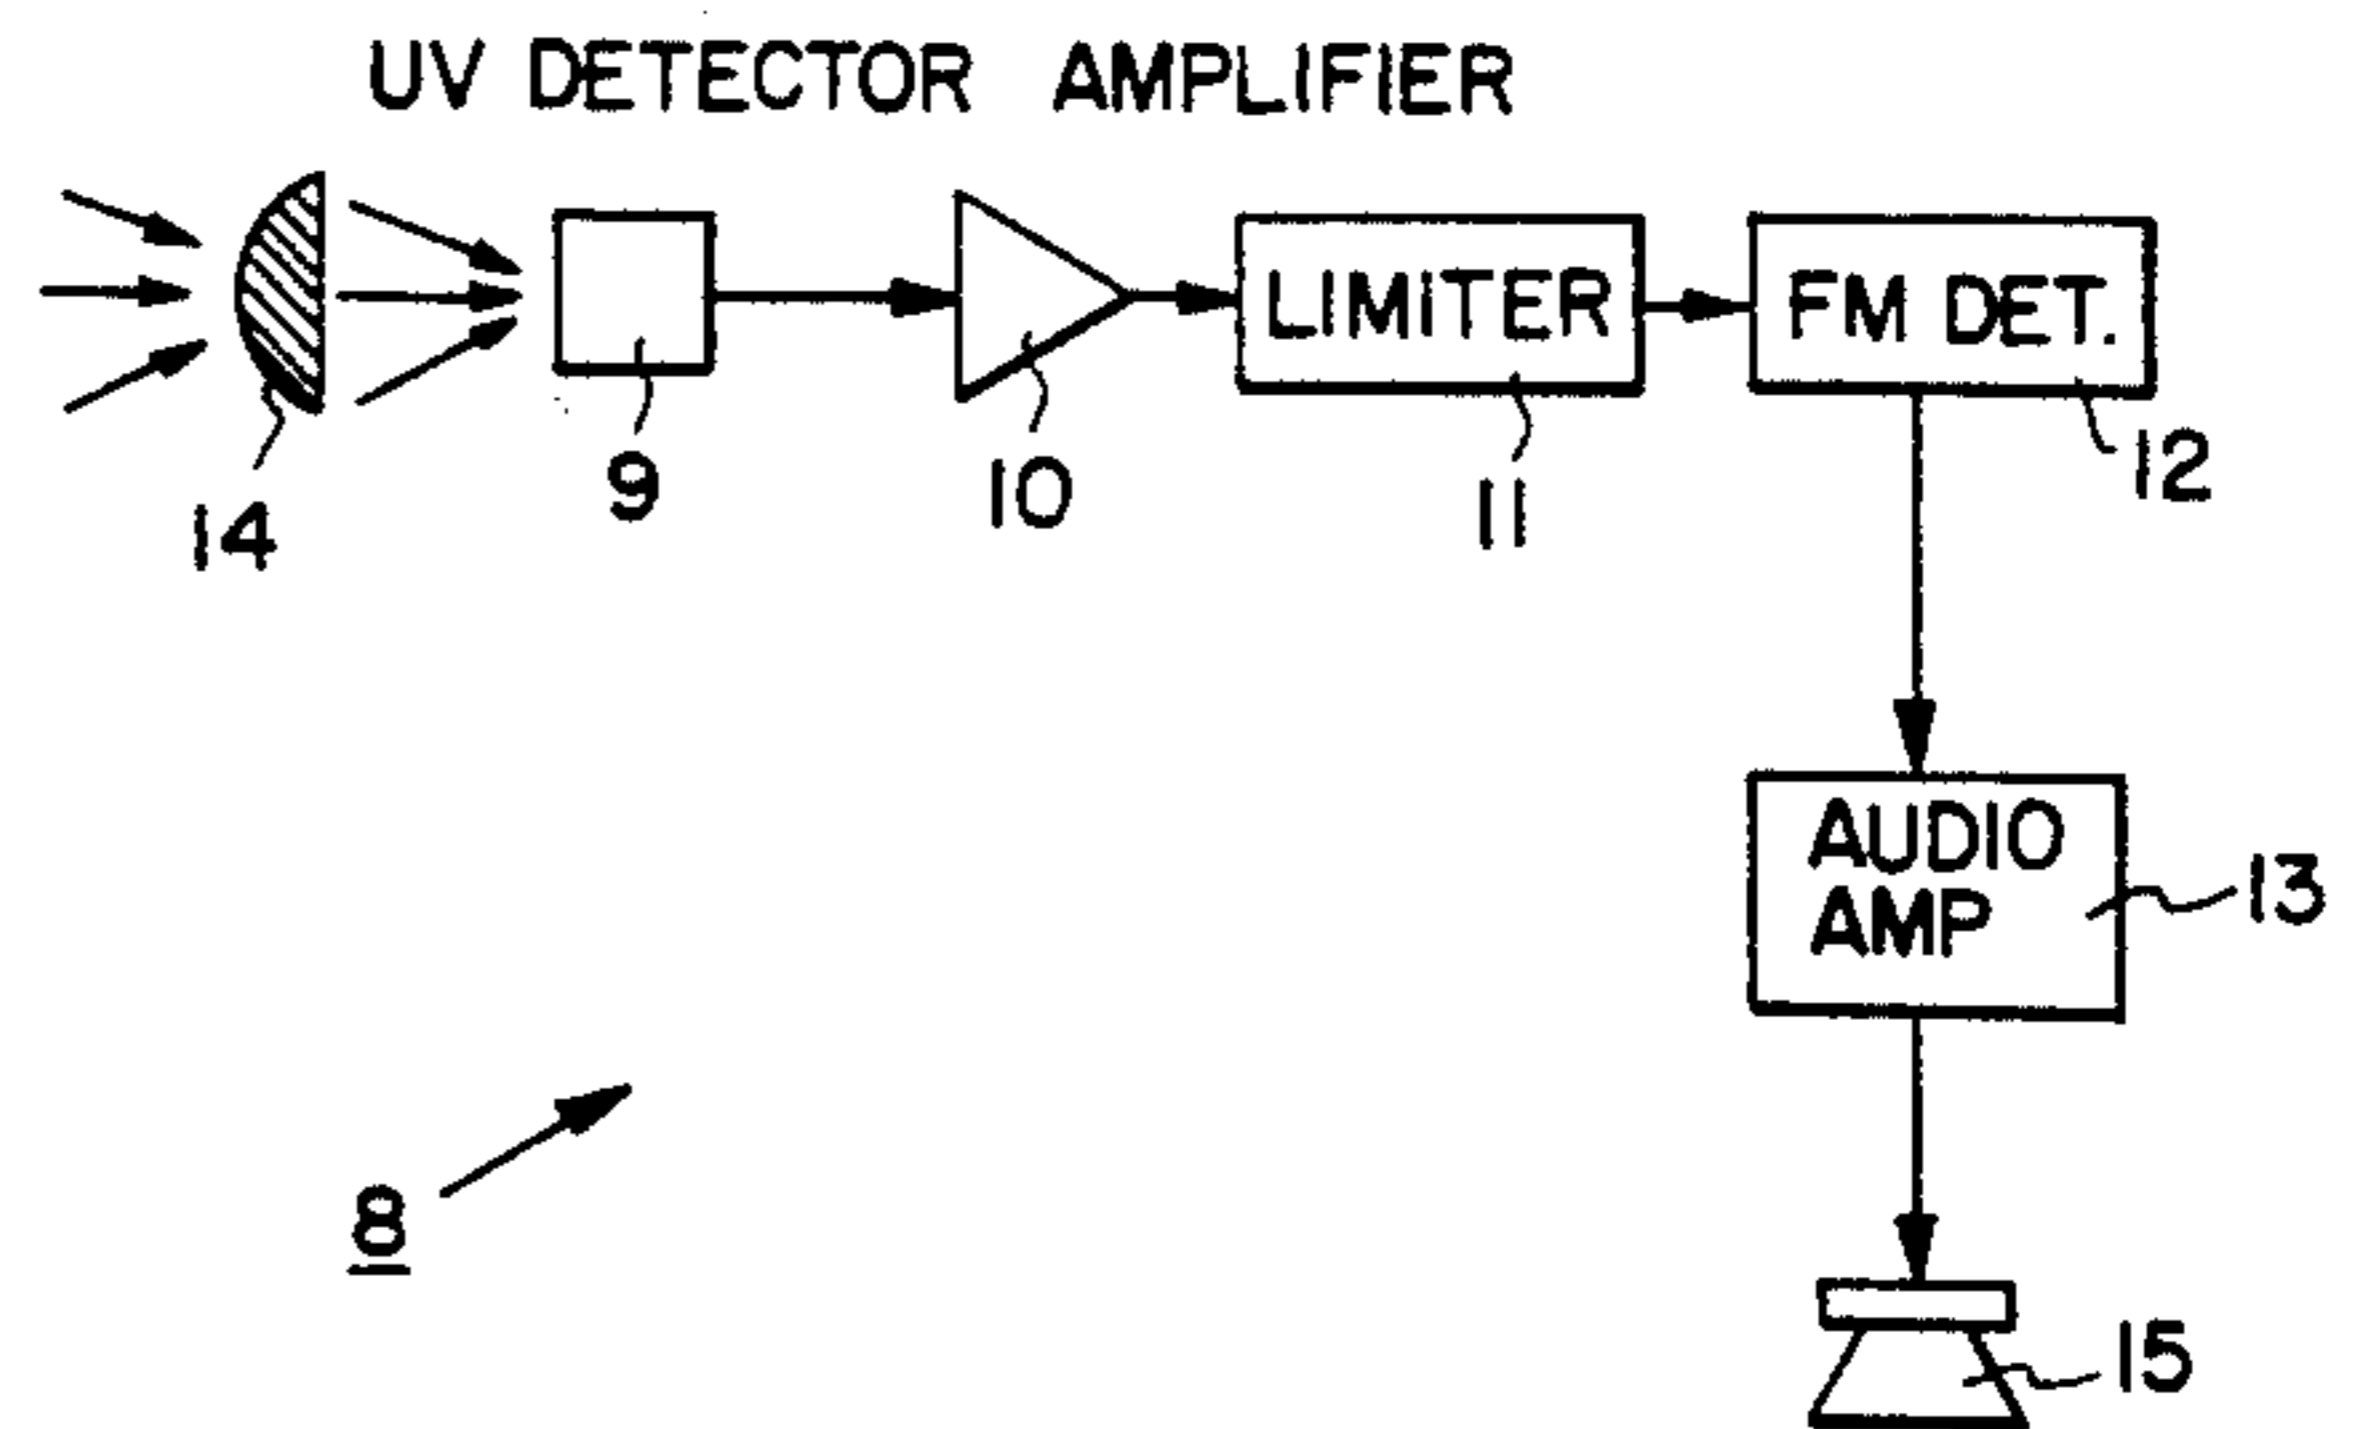 UV DETECTOR AMPLIFIER
LIMITER
FM DET.
14
9
10
11
12
AUDIO
AMP
13
8
15